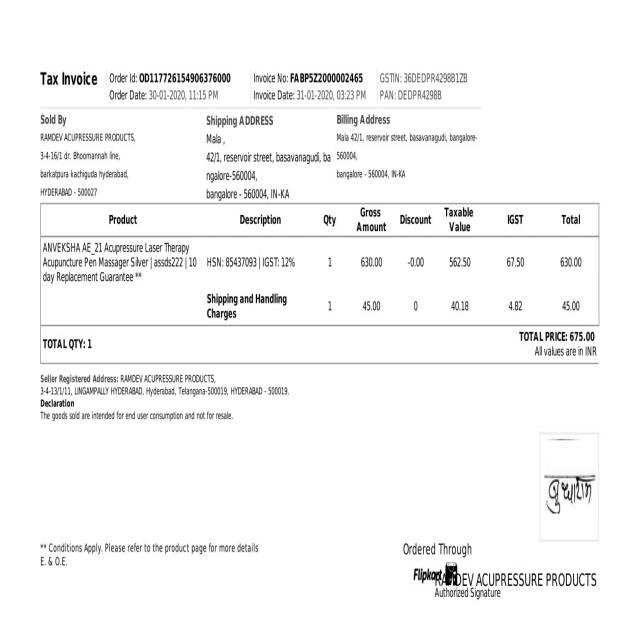 Tax Invoice
Order Id: OD117726154906376000
Order Date: 30-01-2020, 11:15 PM
Invoice No: FABP5Z2000002465
Invoice Date: 31-01-2020, 03:23 PM
GSTIN: 36DEDPR4298B1ZB
PAN: DEDPR4298B
Sold By
RAMDEV ACUPRESSURE PRODUCTS,
3-4-16/1 dr. Bhoomannah line,
barkatpura kachiguda hyderabad,
HYDERABAD - 500027
Shipping ADDRESS
Mala ,
42/1, reservoir street, basavanagudi, ba
ngalore-560004,
bangalore - 560004, IN-KA
Billing Address
Mala 42/1, reservoir street, basavanagudi, bangalore-
560004,
bangalore - 560004, IN-KA
Product Description Qty Gross Amount Discount Taxable Value IGST Total
ANVEKSHA AE_21 Acupressure Laser Therapy
Acupuncture Pen Massager Silver | assds222 | 10
day Replacement Guarantee **
HSN: 85437093 | IGST: 12% 1 630.00 -0.00 562.50 67.50 630.00
Shipping and Handling
Charges
1 45.00 0 40.18 4.82 45.00
TOTAL QTY: 1
TOTAL PRICE: 675.00
All values are in INR
Seller Registered Address: RAMDEV ACUPRESSURE PRODUCTS,
3-4-13/1/11, LINGAMPALLY HYDERABAD, Hyderabad, Telangana-500019, HYDERABAD - 500019.
Declaration
The goods sold are intended for end user consumption and not for resale.
** Conditions Apply. Please refer to the product page for more details
E. & O.E.
Ordered Through
Flipkart
RAMDEV ACUPRESSURE PRODUCTS
Authorized Signature